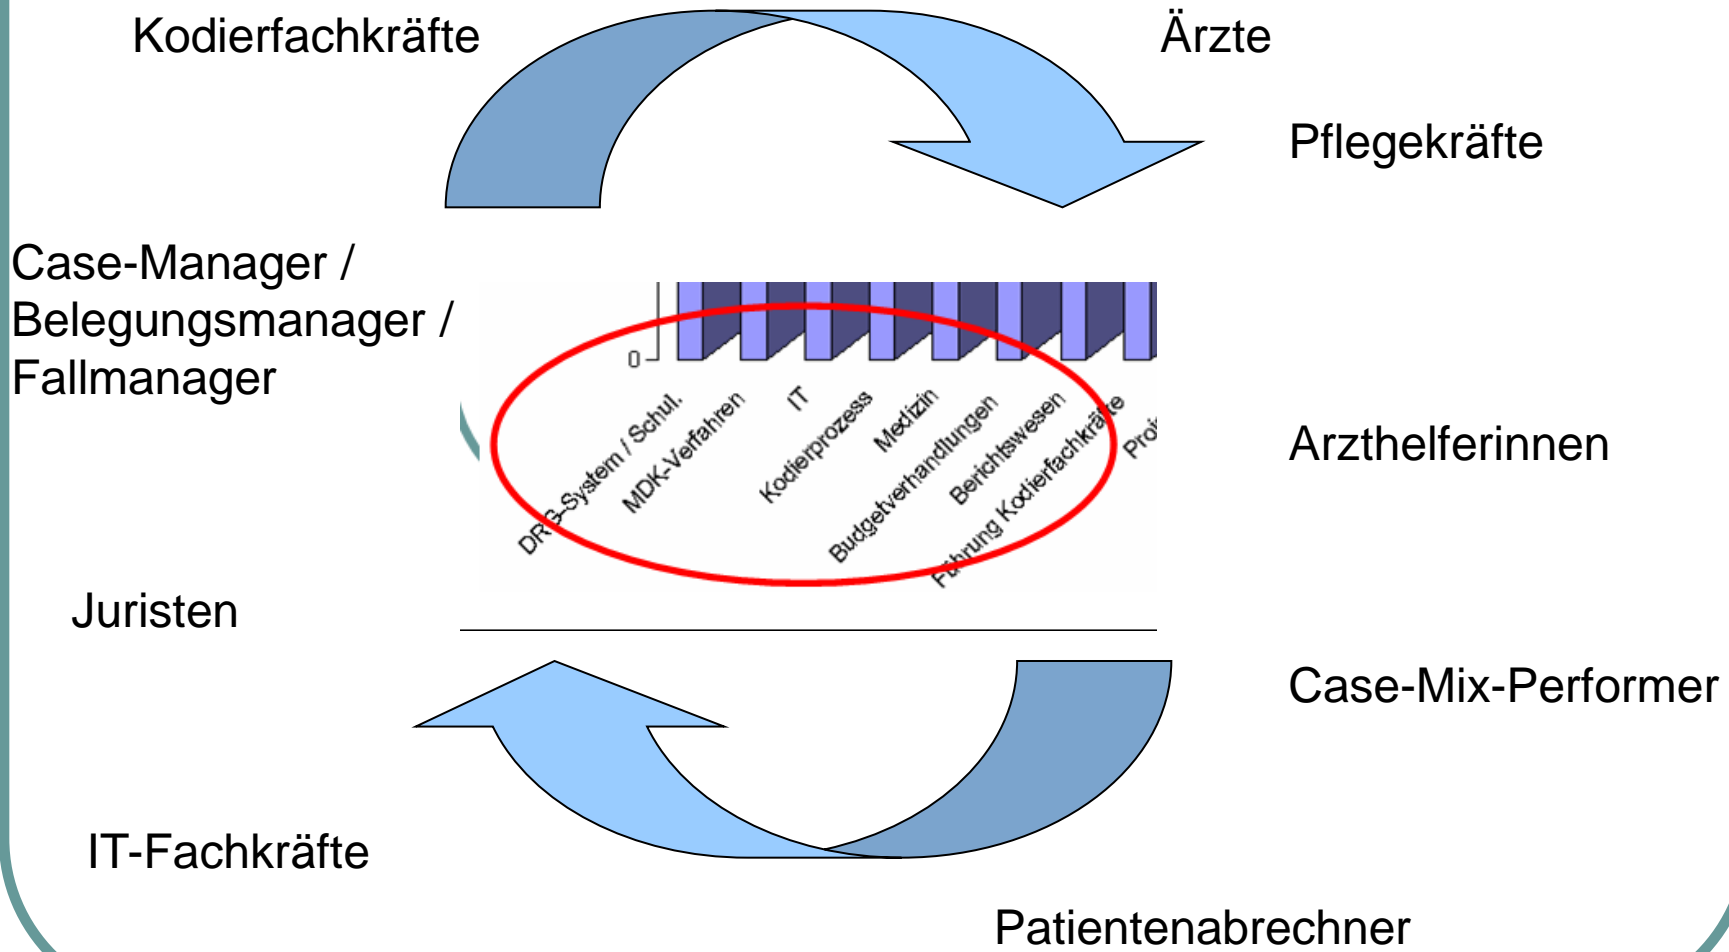 Kodierfachkräfte
Ärzte
Pflegekräfte
Case-Manager /
Belegungsmanager /
Fallmanager
0
DRG-System / Schul.
MDK-Verfahren
IT
Kodierprozess
Medizin
Budgetverhandlungen
Berichtswesen
Führung Kodierfachkräfte
Arzthelferinnen
Juristen
Case-Mix-Performer
IT-Fachkräfte
Patientenabrechner